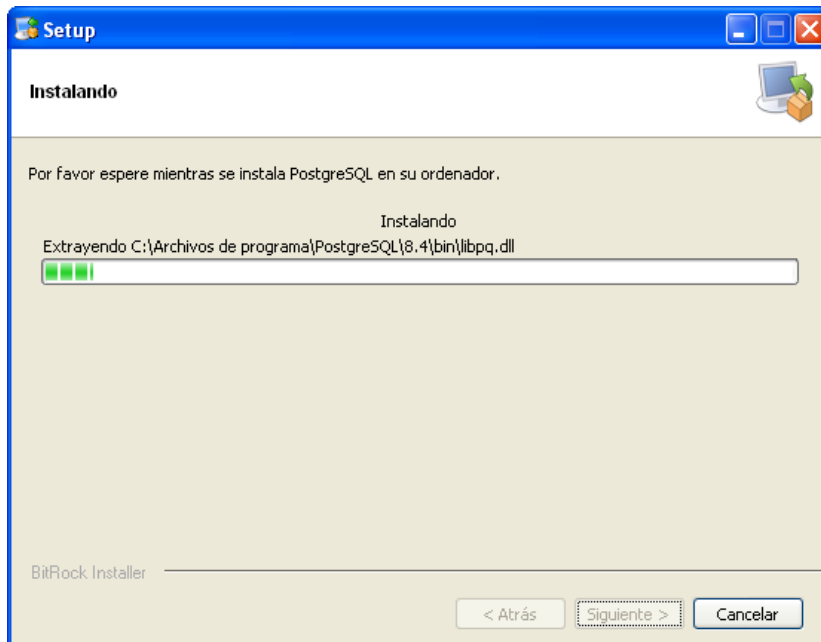 Setup
Instalando
Por favor espere mientras se instala PostgreSQL en su ordenador.
Instalando
Extrayendo C:\Archivos de programa\PostgreSQL\8.4\bin\libpq.dll
BitRock Installer
< Atrás Siguiente > Cancelar